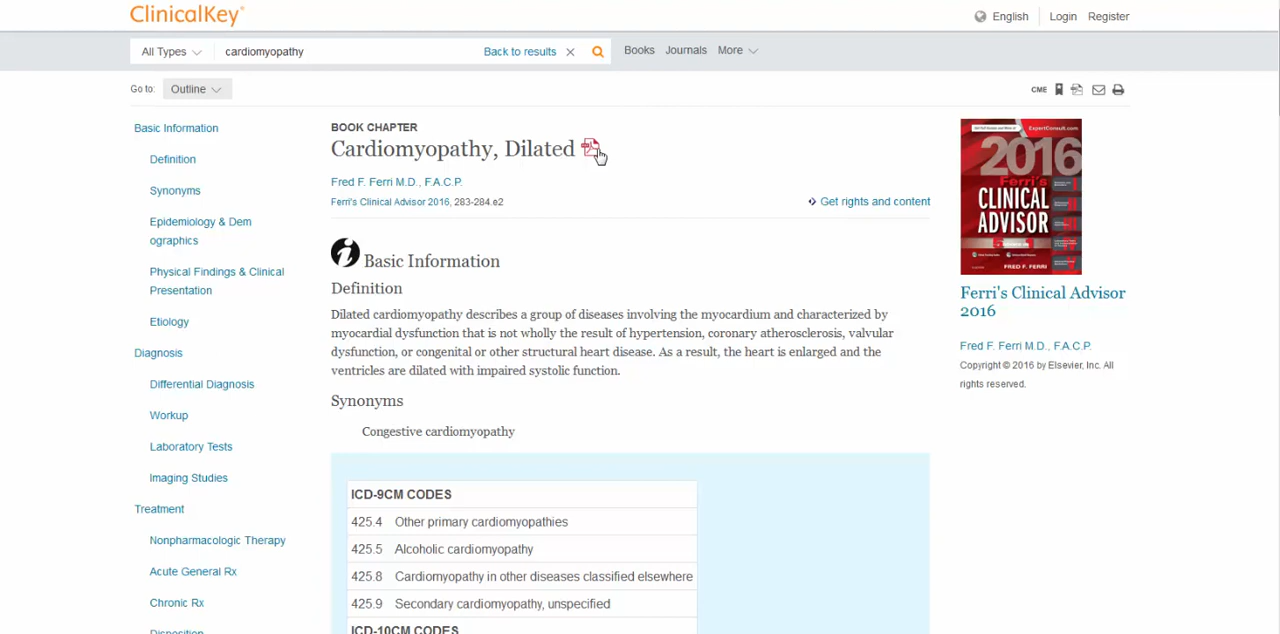 ClinicalKey®
English
Login
Register
All Types
cardiomyopathy
Back to results
Books
Journals
More
Go to:
Outline
CME
Basic Information
Definition
Synonyms
Epidemiology & Dem
ographics
Physical Findings & Clinical
Presentation
Etiology
Diagnosis
Differential Diagnosis
Workup
Laboratory Tests
Imaging Studies
Treatment
Nonpharmacologic Therapy
Acute General Rx
Chronic Rx
Disposition
BOOK CHAPTER
Cardiomyopathy, Dilated
Fred F. Ferri M.D., F.A.C.P.
Ferri's Clinical Advisor 2016, 283-284.e2
Get rights and content
Basic Information
Definition
Dilated cardiomyopathy describes a group of diseases involving the myocardium and characterized by
myocardial dysfunction that is not wholly the result of hypertension, coronary atherosclerosis, valvular
dysfunction, or congenital or other structural heart disease. As a result, the heart is enlarged and the
ventricles are dilated with impaired systolic function.
Synonyms
Congestive cardiomyopathy
ICD-9CM CODES
425.4 Other primary cardiomyopathies
425.5 Alcoholic cardiomyopathy
425.8 Cardiomyopathy in other diseases classified elsewhere
425.9 Secondary cardiomyopathy, unspecified
ICD-10CM CODES
ExpertConsult.com
2016
Ferri's
CLINICAL
ADVISOR
FRED F. FERRI
Ferri's Clinical Advisor
2016
Fred F. Ferri M.D., F.A.C.P.
Copyright © 2016 by Elsevier, Inc. All
rights reserved.